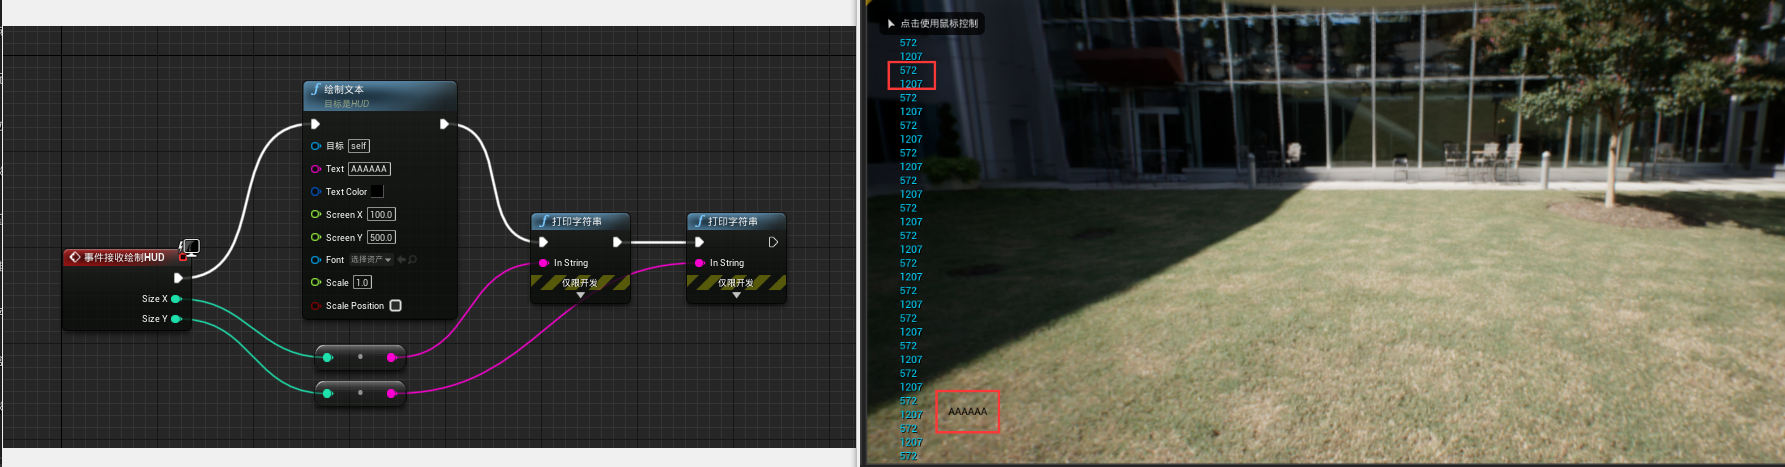 绘制文本
目标是HUD
目标 self
Text AAAAAA
Text Color
Screen X 100.0
Screen Y 500.0
Font 选择资产
Scale 1.0
Scale Position
事件接收绘制HUD
Size X
Size Y
打印字符串
In String
仅限开发
打印字符串
In String
仅限开发
点击使用鼠标控制
572
1207
572
1207
572
1207
572
1207
572
1207
572
1207
572
1207
572
1207
572
1207
572
1207
572
1207
572
1207
572
1207
572
1207
572
1207
572
AAAAAA